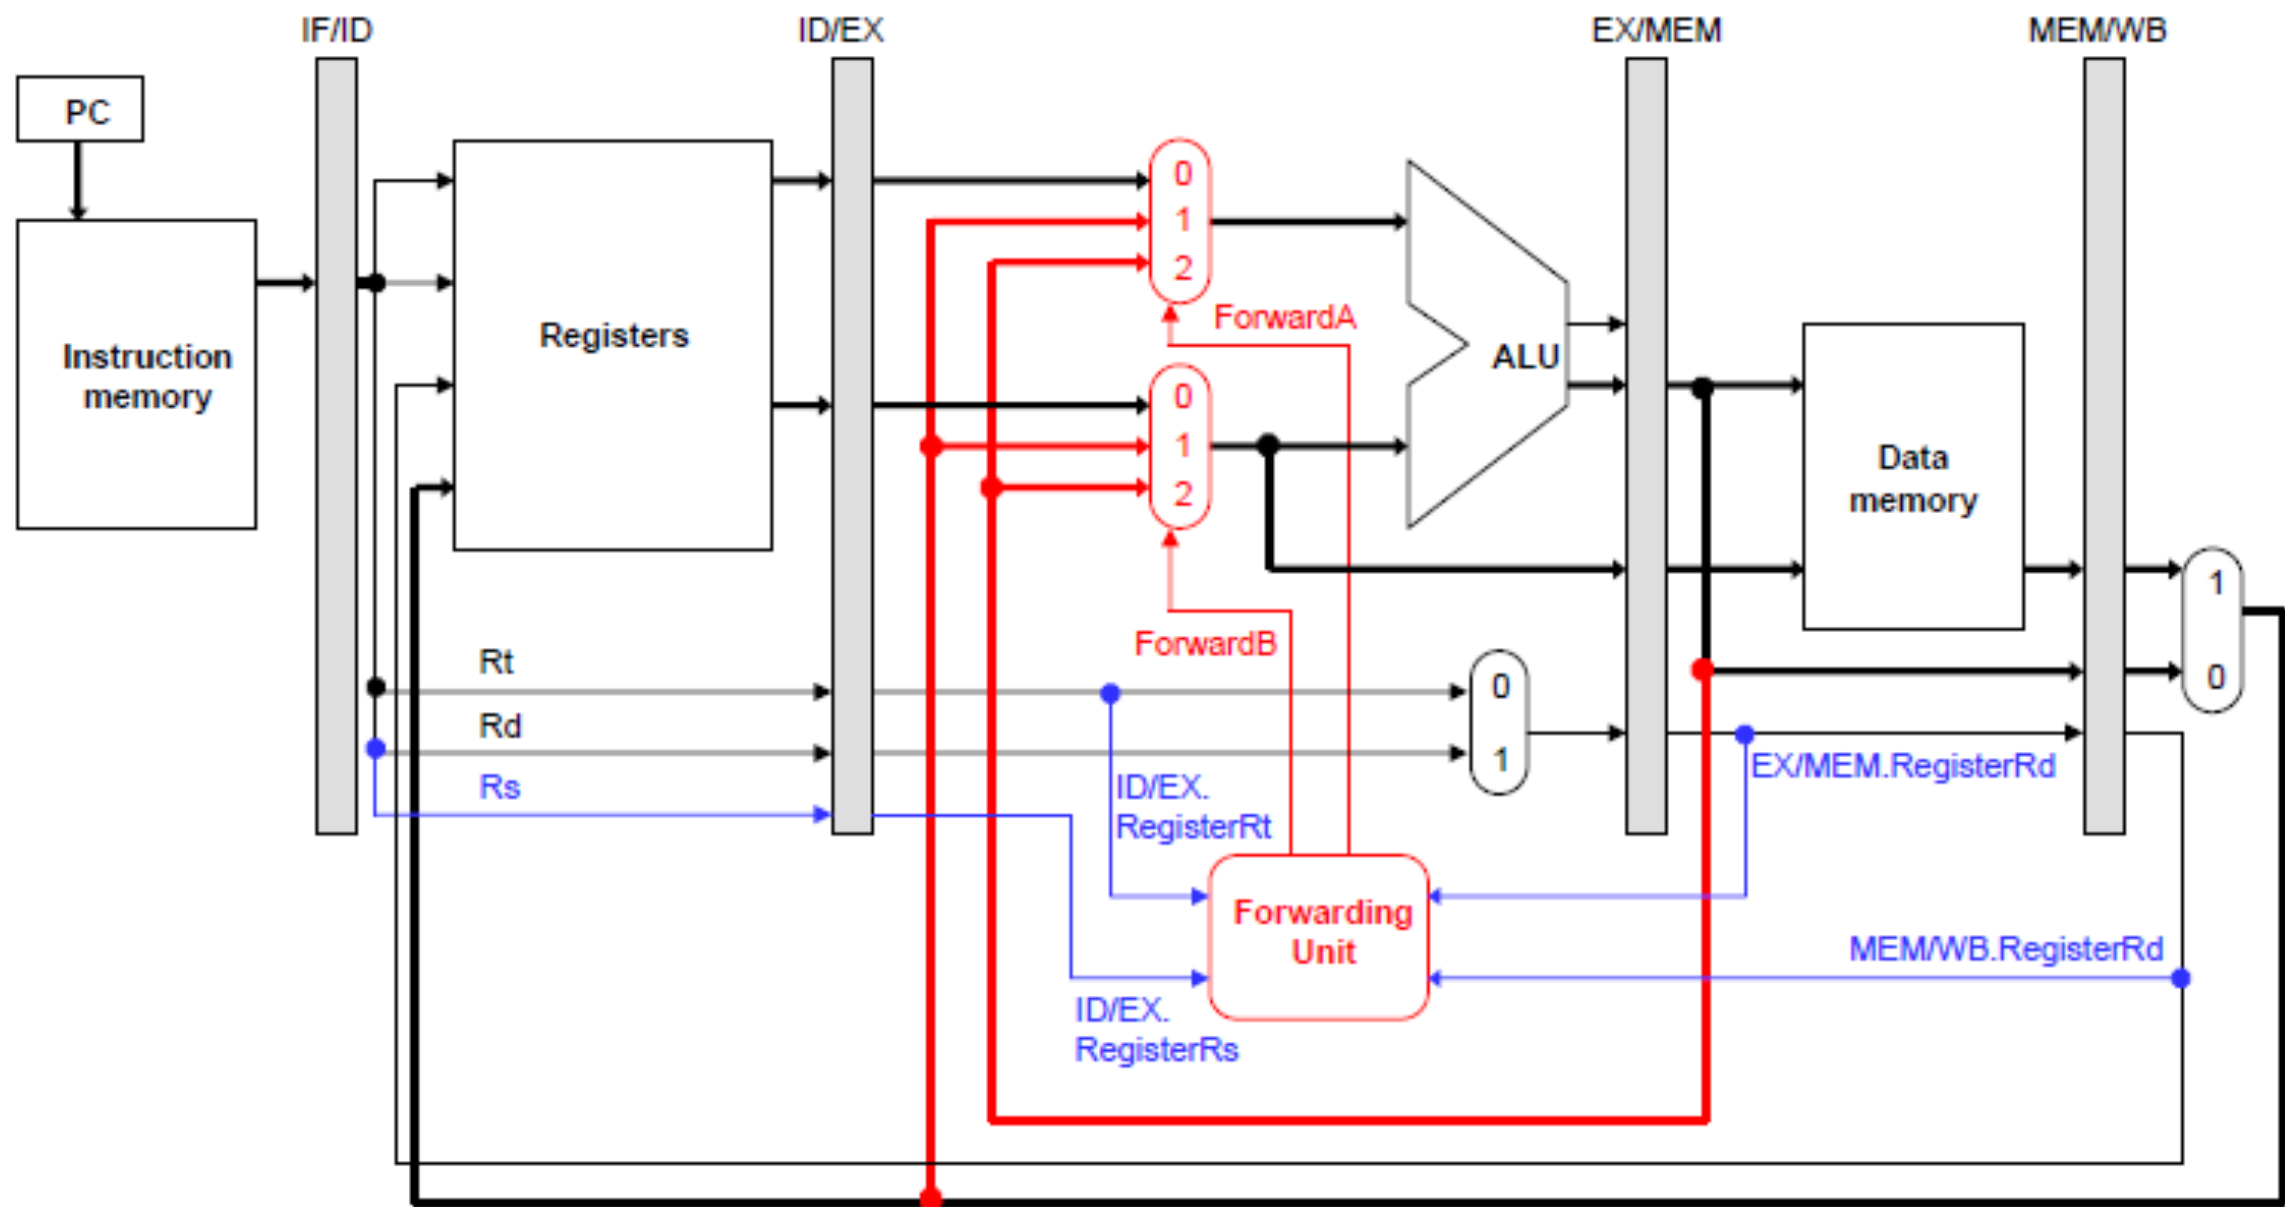 IF/ID
ID/EX
EX/MEM
MEM/WB
PC
Instruction
memory
Registers
0
1
2
ForwardA
0
1
2
ALU
Data
memory
1
0
ForwardB
Rt
Rd
Rs
0
1
ID/EX.
RegisterRt
EX/MEM.RegisterRd
Forwarding
Unit
MEM/WB.RegisterRd
ID/EX.
RegisterRs